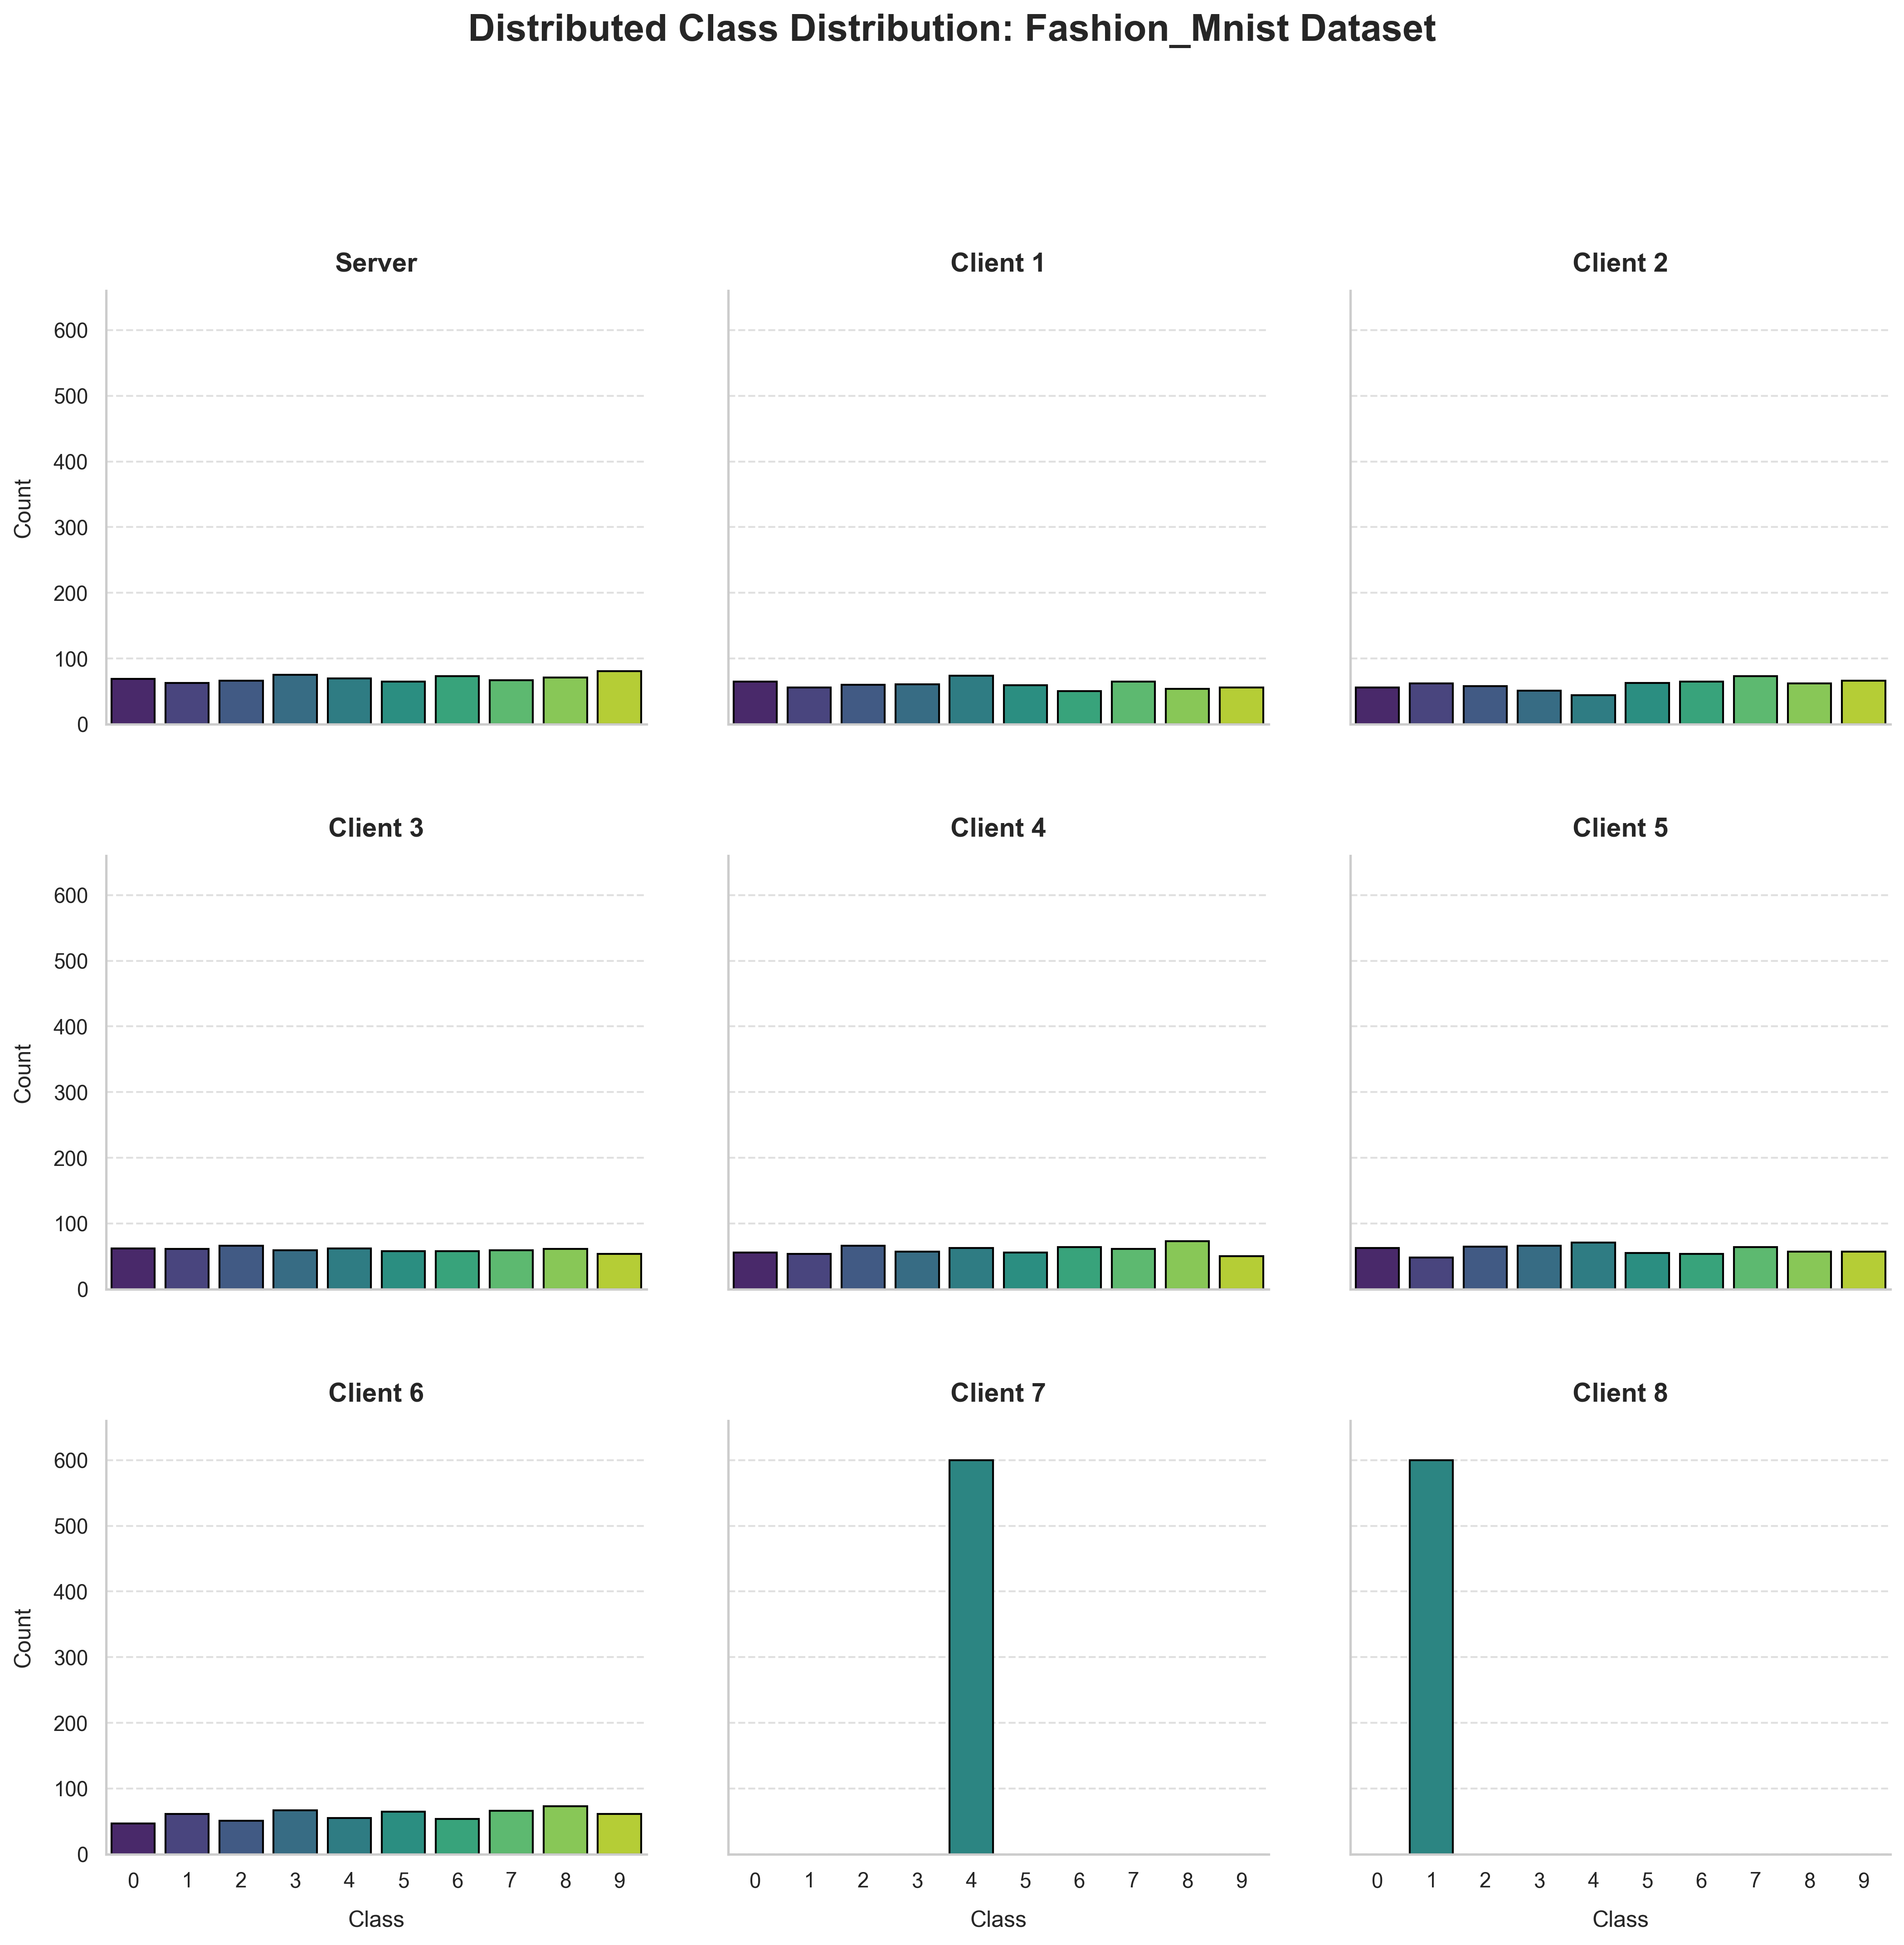 Distributed Class Distribution: Fashion_Mnist Dataset
Server
Client 1
Client 2
600
500
400
300
200
100
0
Count
Client 3
Client 4
Client 5
600
500
400
300
200
100
0
Count
Client 6
Client 7
Client 8
600
500
400
300
200
100
0
Count
0 1 2 3 4 5 6 7 8 9
0 1 2 3 4 5 6 7 8 9
0 1 2 3 4 5 6 7 8 9
Class
Class
Class